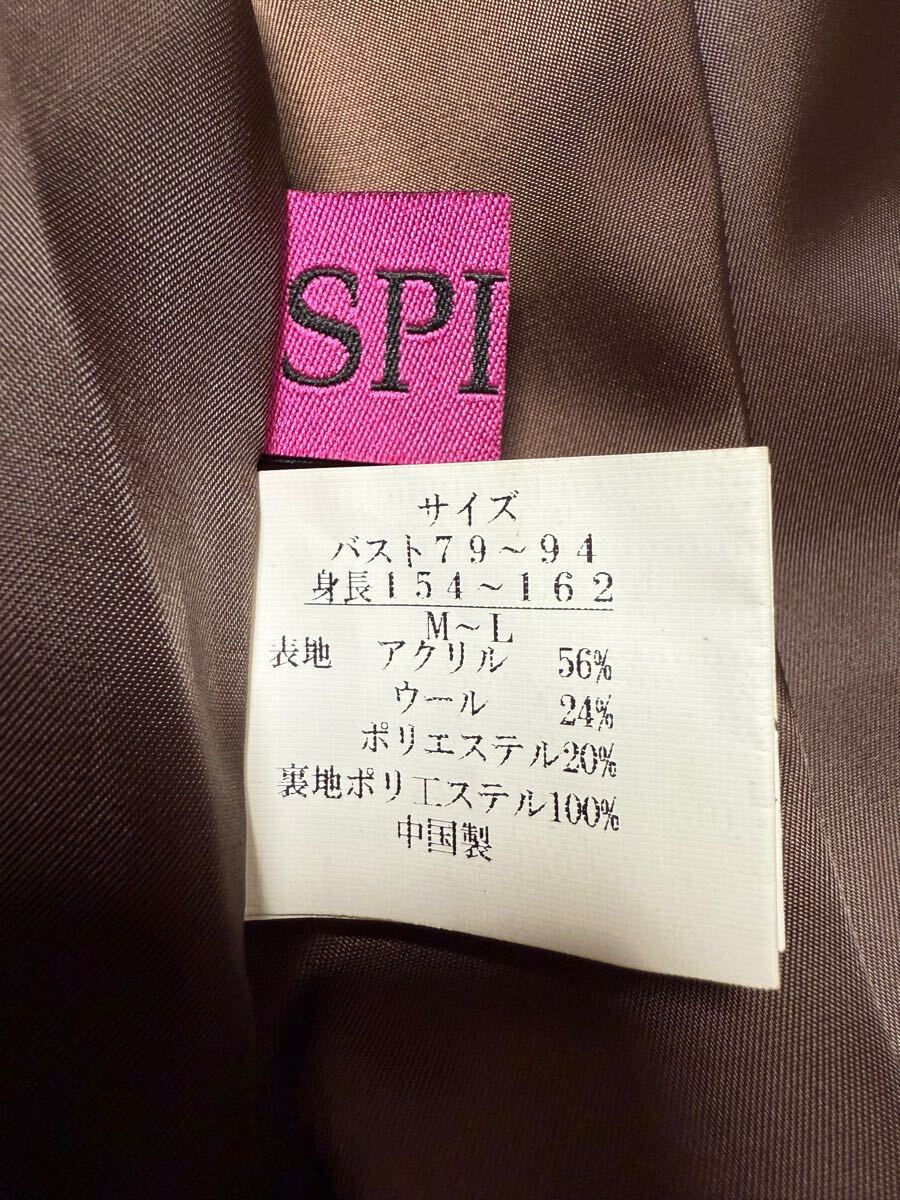 SPI
サイズ
バスト79～94
身長154～162
M～L
表地 アクリル 56%
ウール 24%
ポリエステル20%
裏地ポリエステル100%
中国製